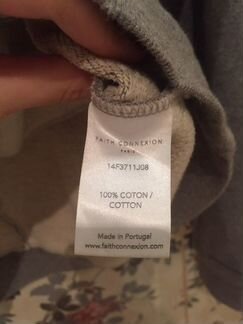 FAITH CONNEXION
PARIS
14F3711J08
100% COTON /
COTTON
Made in Portugal
www.faithconnexion.com